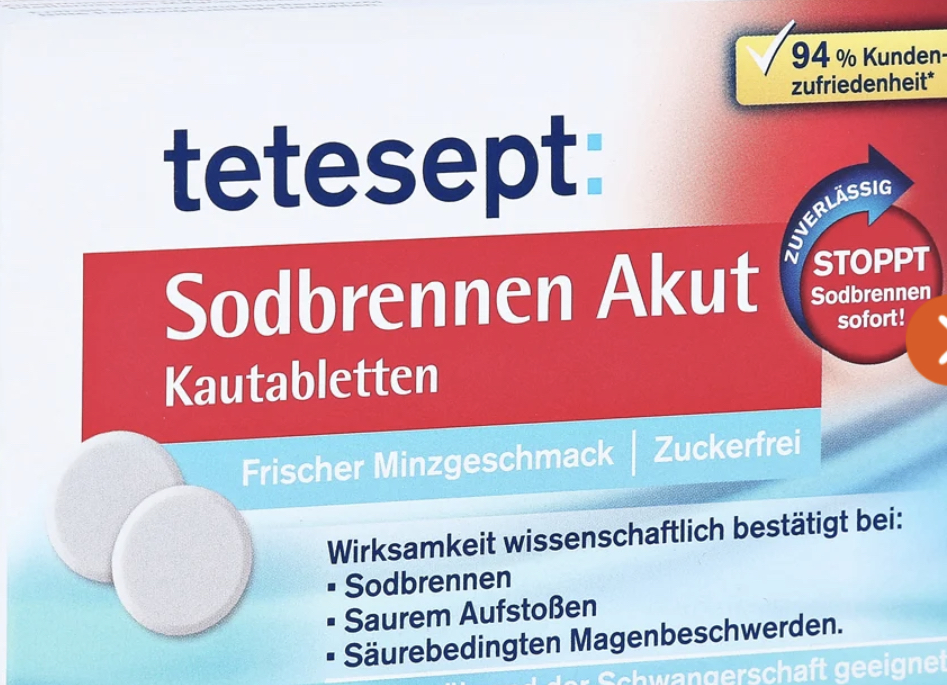 94 % Kunden-
zufriedenheit*
tetesept:
ZUVERLÄSSIG
STOPPT
Sodbrennen
sofort!
Sodbrennen Akut
Kautabletten
Frischer Minzgeschmack | Zuckerfrei
Wirksamkeit wissenschaftlich bestätigt bei:
▪ Sodbrennen
▪ Saurem Aufstoßen
▪ Säurebedingten Magenbeschwerden.
der Schwangerschaft geeignet